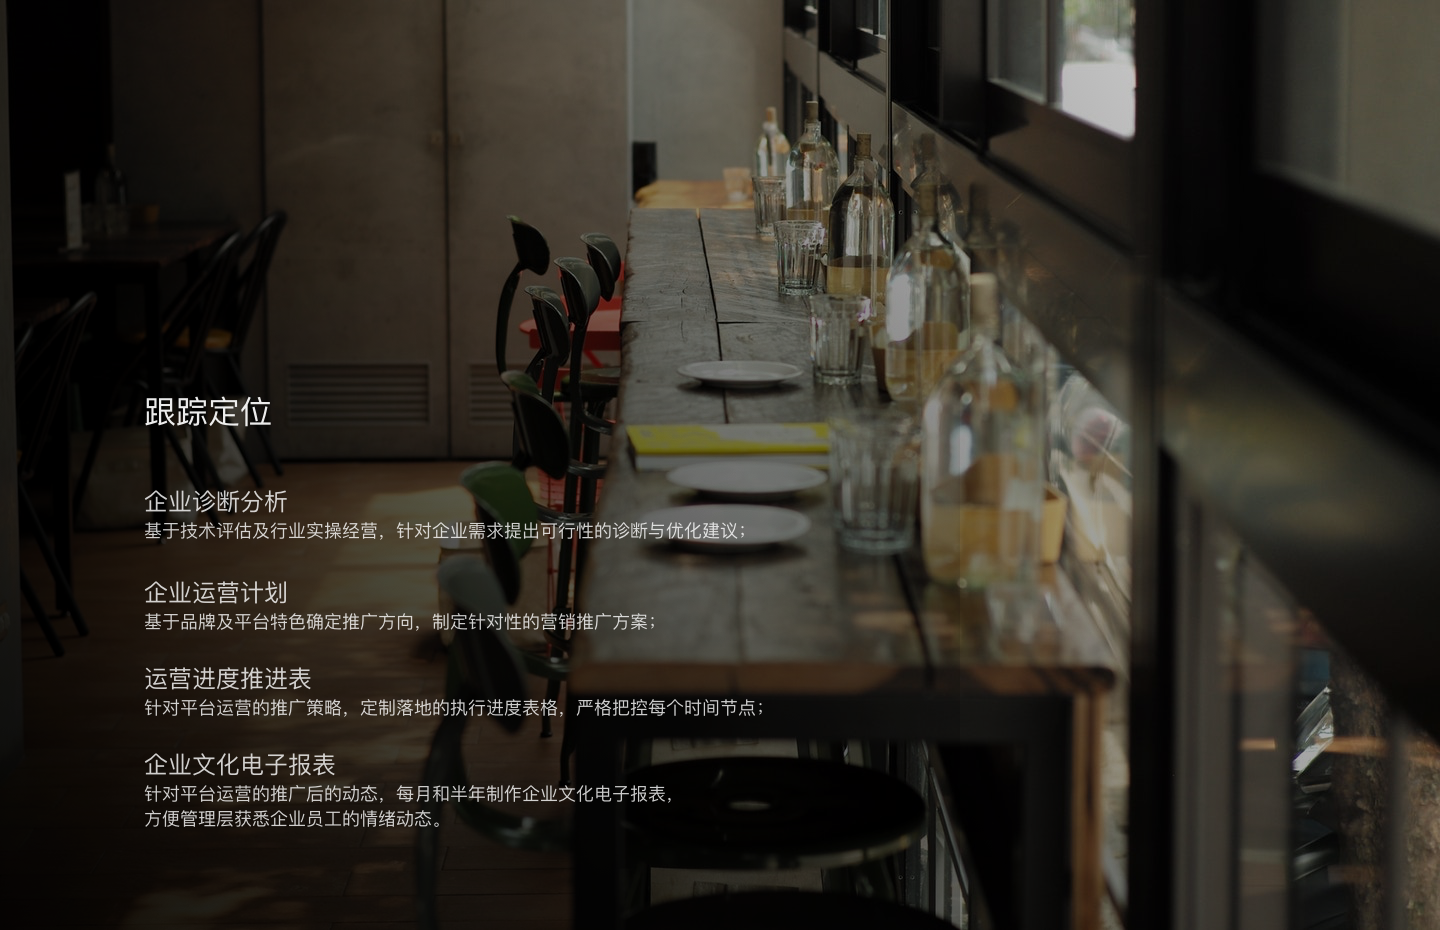 跟踪定位
企业诊断分析
基于技术评估及行业实操经营，针对企业需求提出可行性的诊断与优化建议；
企业运营计划
基于品牌及平台特色确定推广方向，制定针对性的营销推广方案；
运营进度推进表
针对平台运营的推广策略，定制落地的执行进度表格，严格把控每个时间节点；
企业文化电子报表
针对平台运营的推广后的动态，每月和半年制作企业文化电子报表，
方便管理层获悉企业员工的情绪动态。